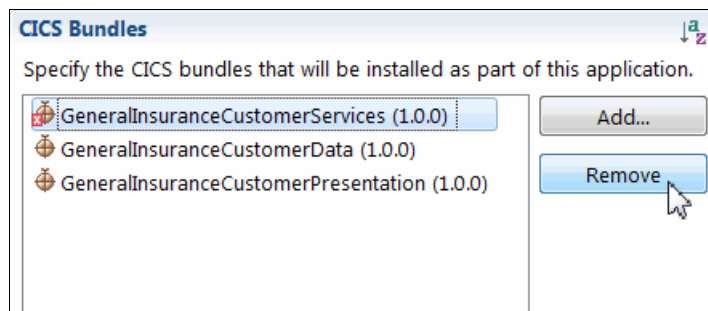 CICS Bundles
Specify the CICS bundles that will be installed as part of this application.
GeneralInsuranceCustomerServices (1.0.0)
Add...
GeneralInsuranceCustomerData (1.0.0)
GeneralInsuranceCustomerPresentation (1.0.0)
Remove